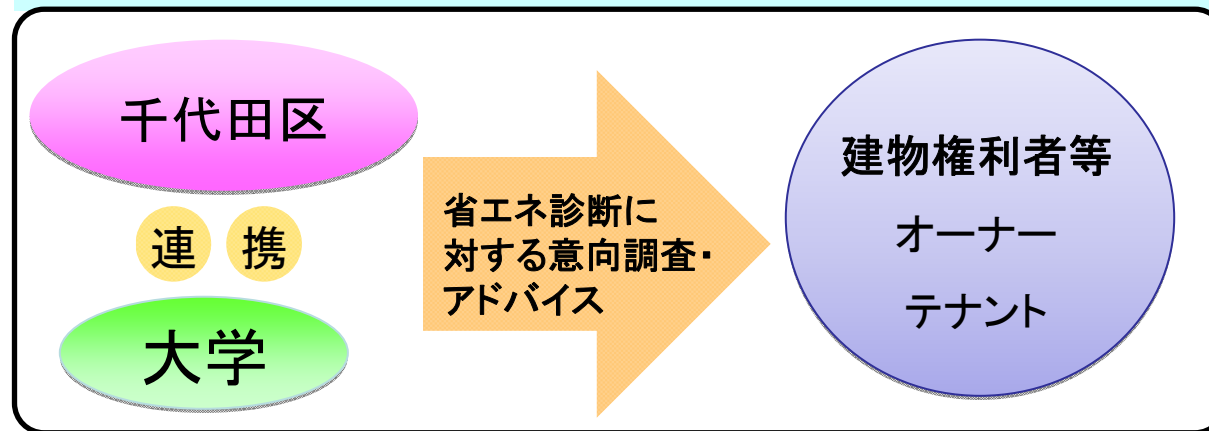 千代田区
連携
大学
省エネ診断に
対する意向調査・
アドバイス
建物権利者等
オーナー
テナント